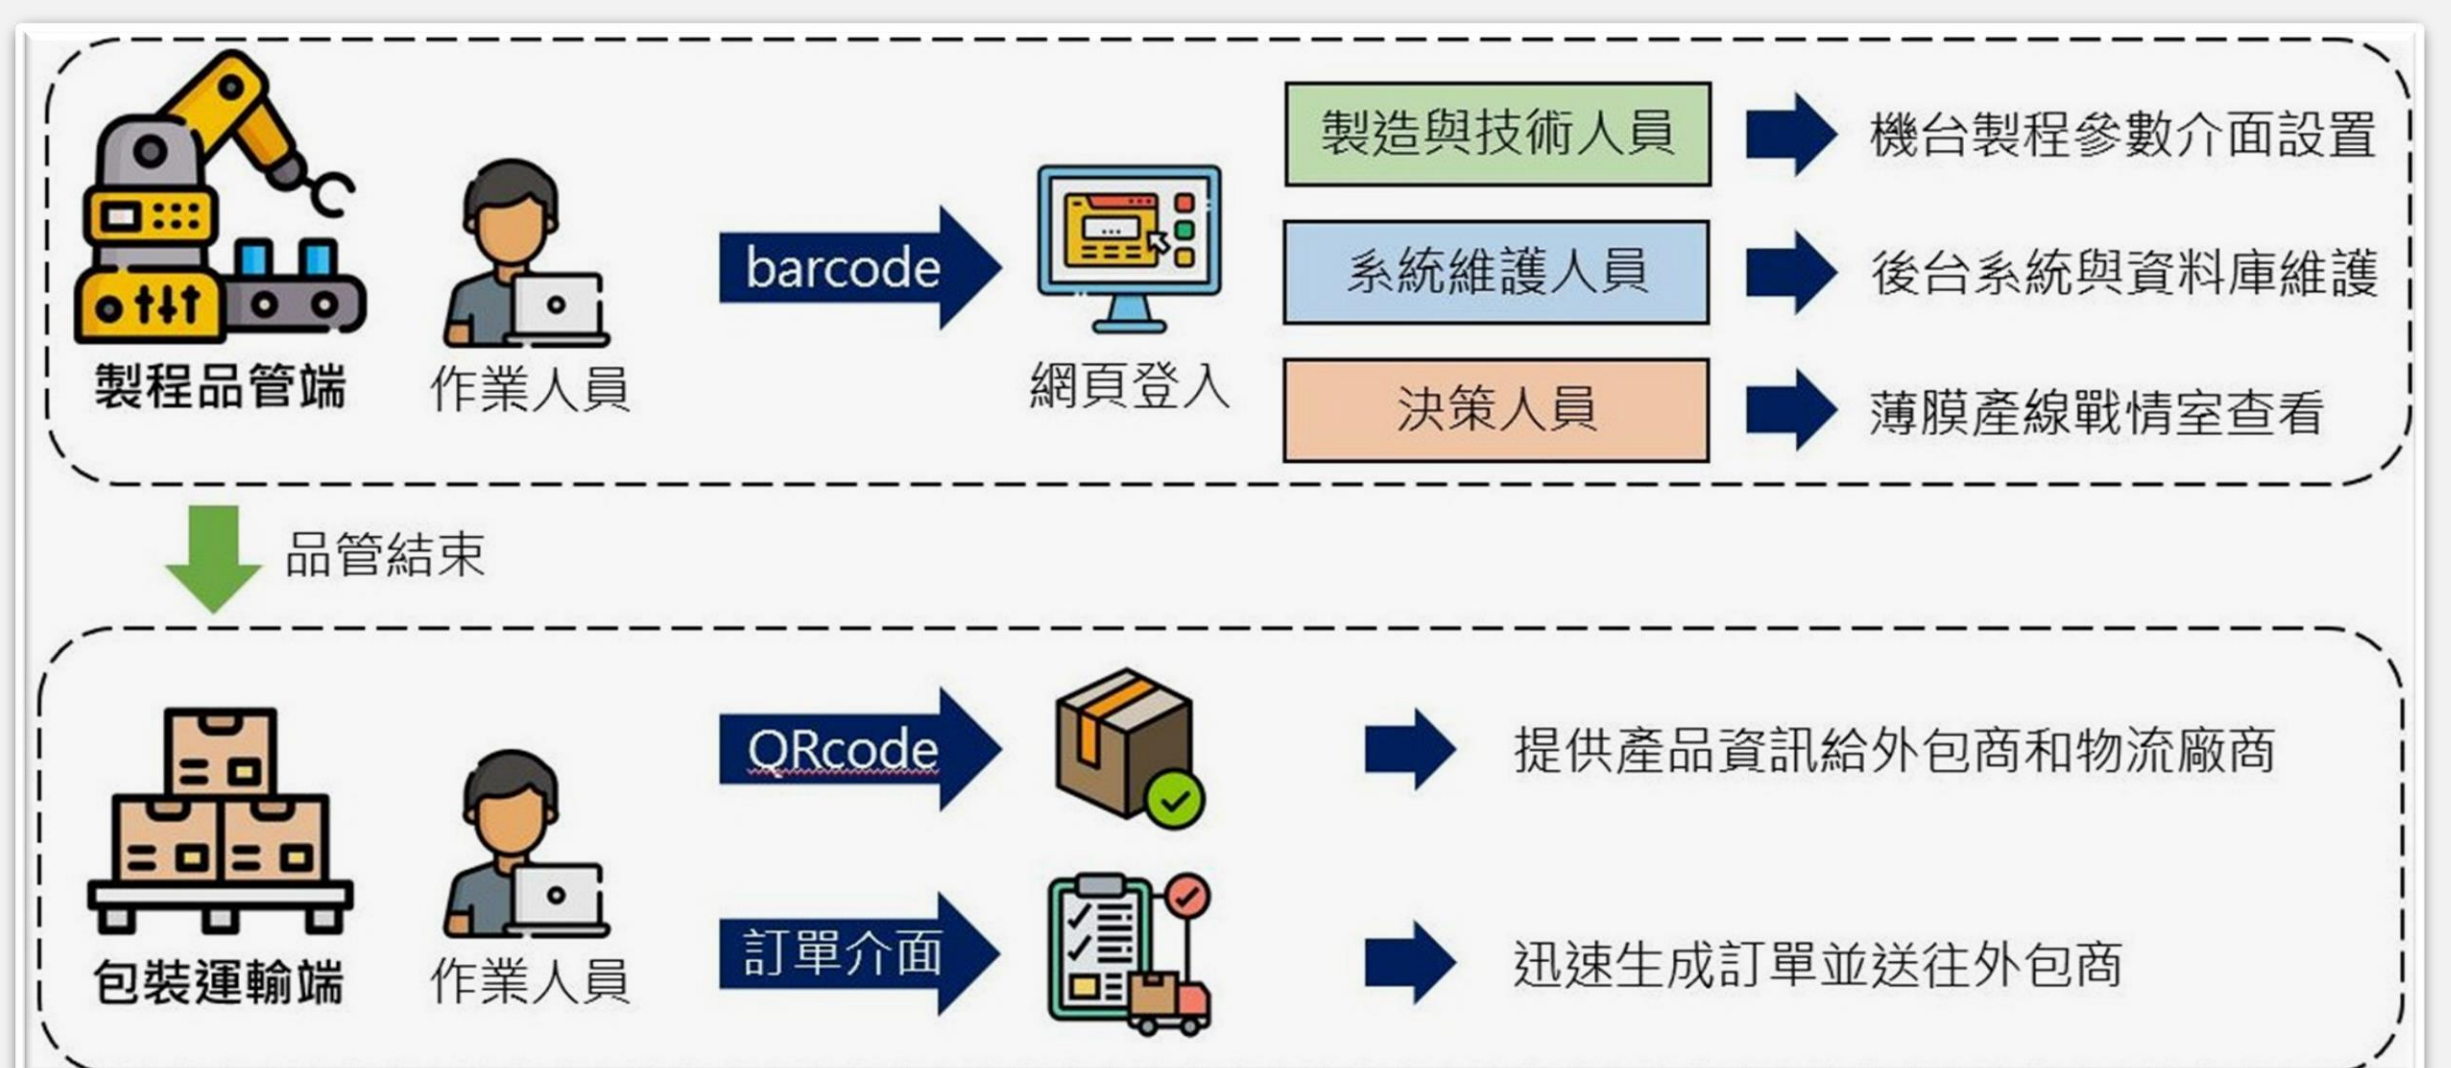 製造與技術人員
機台製程參數介面設置
barcode
系統維護人員
後台系統與資料庫維護
製程品管端
作業人員
網頁登入
決策人員
薄膜產線戰情室查看
品管結束
QRcode
提供產品資訊給外包商和物流廠商
包裝運輸端
作業人員
訂單介面
迅速生成訂單並送往外包商